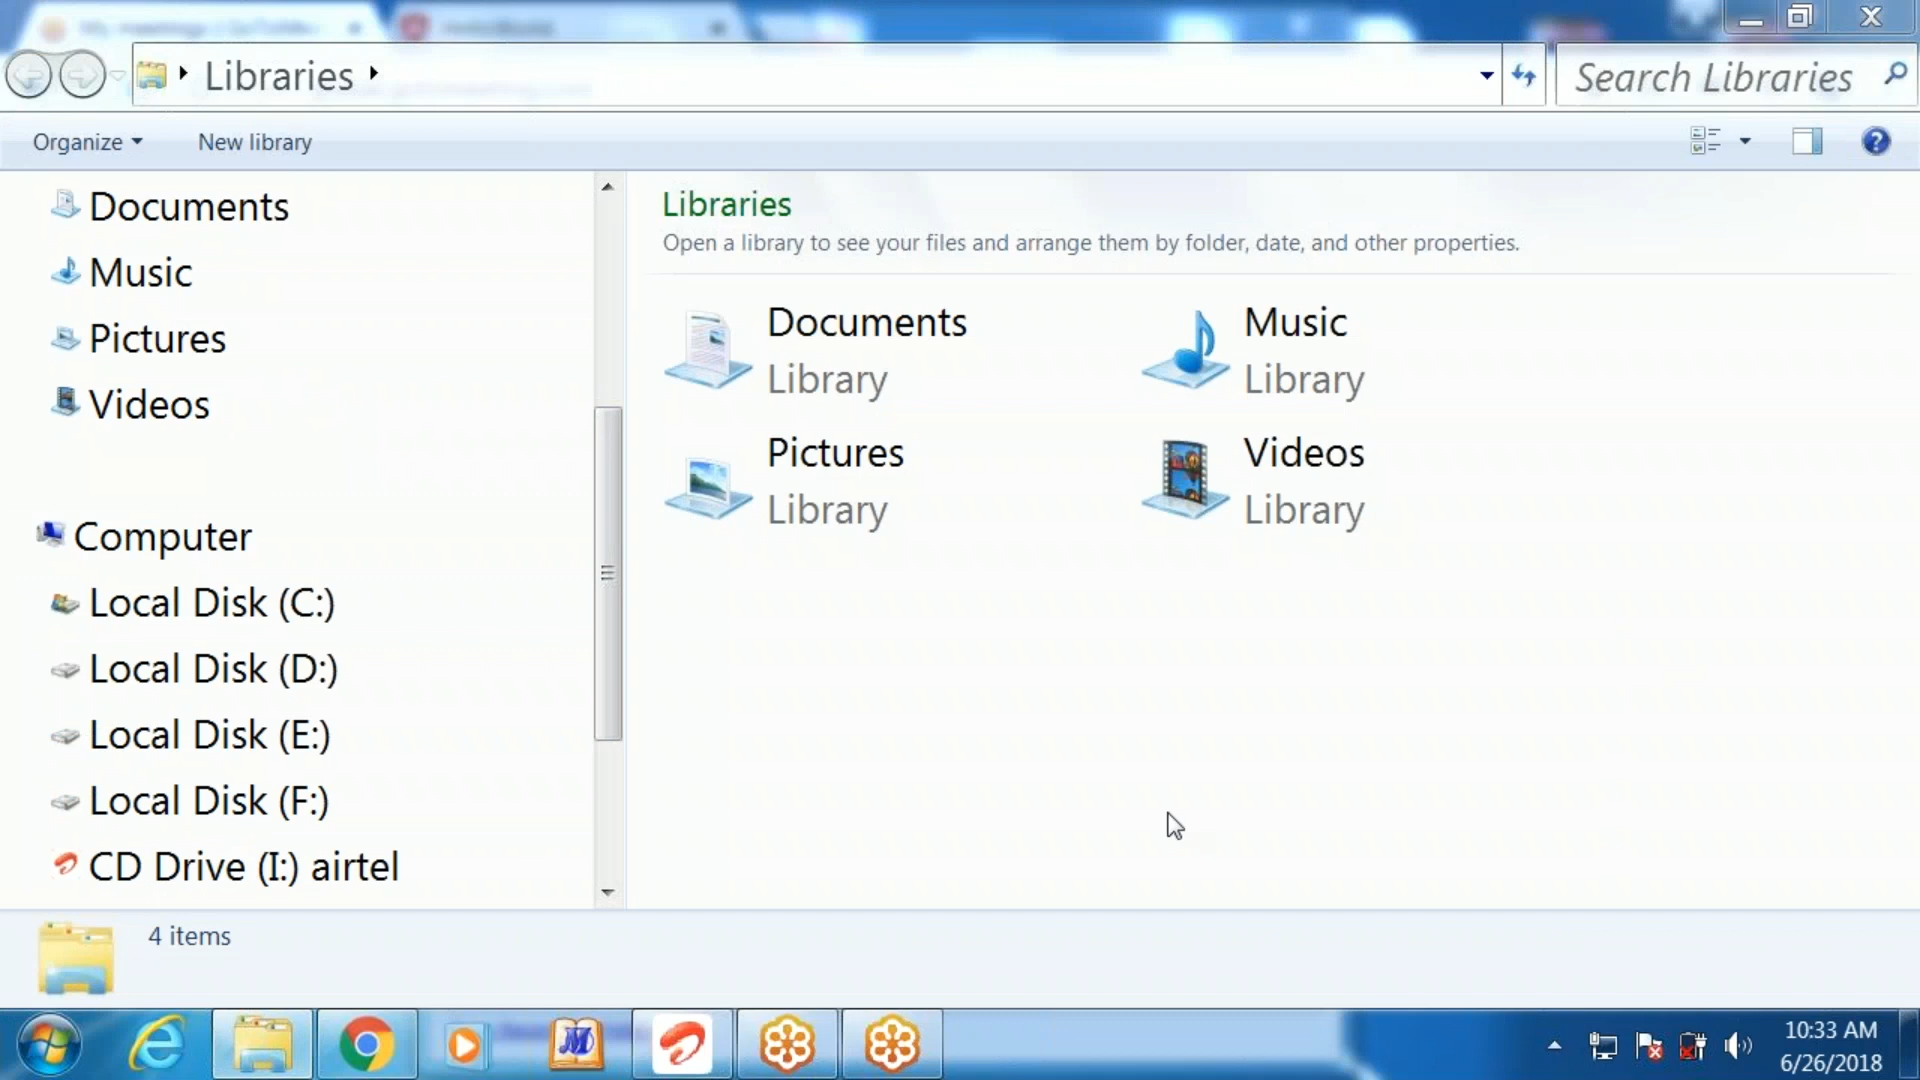 Libraries
Search Libraries
Organize
New library
Documents
Music
Pictures
Videos
Computer
Local Disk (C:)
Local Disk (D:)
Local Disk (E:)
Local Disk (F:)
CD Drive (I:) airtel
Libraries
Open a library to see your files and arrange them by folder, date, and other properties.
Documents
Library
Music
Library
Pictures
Library
Videos
Library
4 items
10:33 AM
6/26/2018